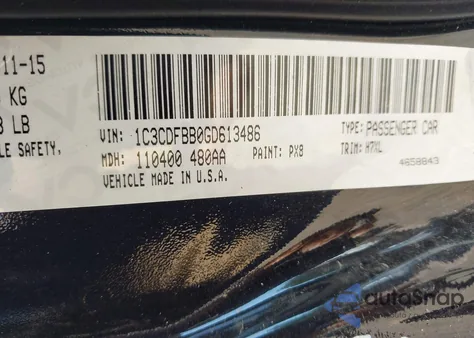 11-15
KG
LB
LE SAFETY,
VIN: 1C3CDFBB0GD613486
TYPE: PASSENGER CAR
MDH: 110400 480AA
PAINT: PX8
TRIM: H7XL
VEHICLE MADE IN U.S.A.
4658843
autoSnap